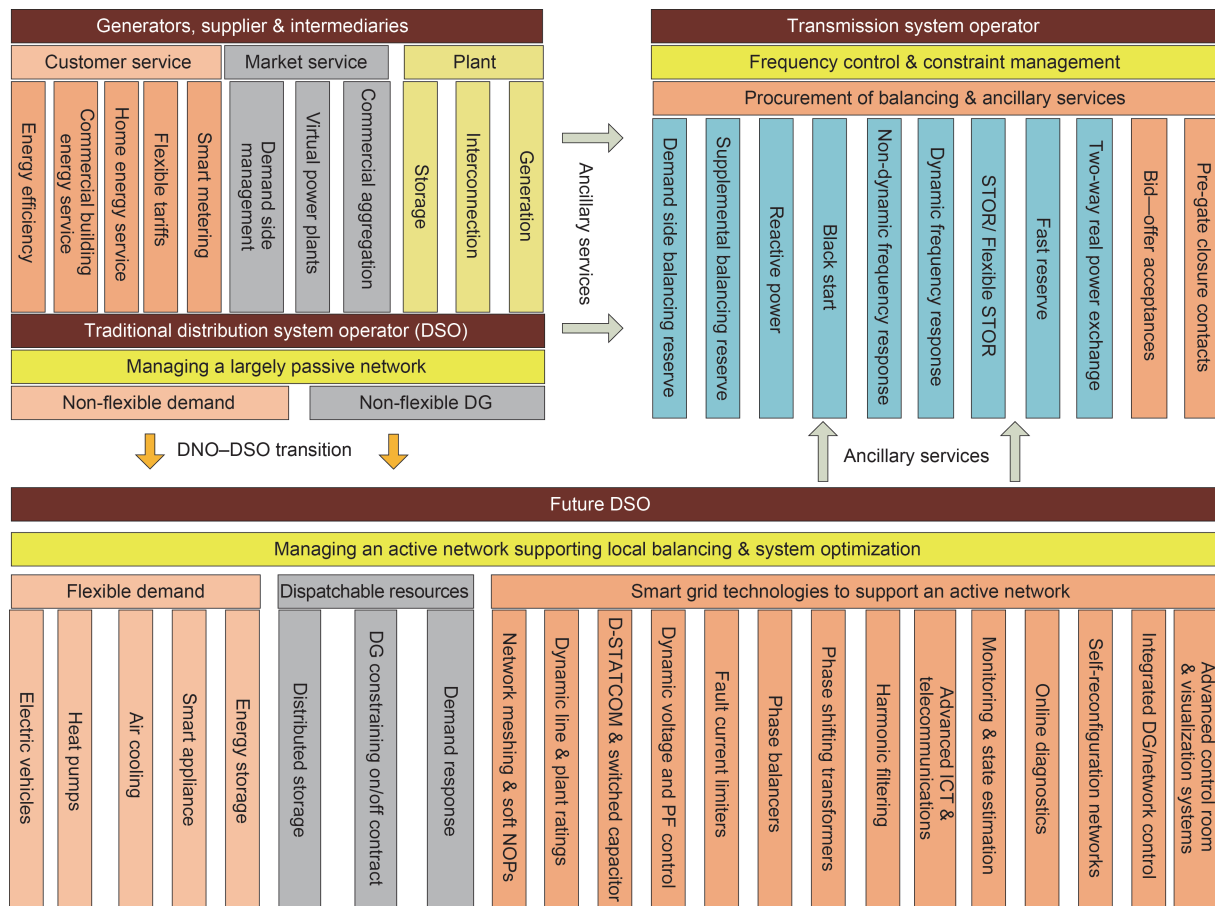 Generators, supplier & intermediaries
Customer service
Market service
Plant
Energy efficiency
Commercial building
energy service
Home energy service
Flexible tariffs
Smart metering
Demand side
management
Virtual power
plants
Commercial aggregation
Storage
Interconnection
Generation
Traditional distribution system operator (DSO)
Managing a largely passive network
Non-flexible demand
Non-flexible DG
Ancillary services
Transmission system operator
Frequency control & constraint management
Procurement of balancing & ancillary services
Demand side balancing reserve
Supplemental balancing reserve
Reactive power
Black start
Non-dynamic frequency response
Dynamic frequency response
STOR/ Flexible STOR
Fast reserve
Two-way real power exchange
Bid—offer acceptances
Pre-gate closure contacts
DNO–DSO transition
Ancillary services
Future DSO
Managing an active network supporting local balancing & system optimization
Flexible demand
Dispatchable resources
Smart grid technologies to support an active network
Electric vehicles
Heat pumps
Air cooling
Smart appliance
Energy storage
Distributed storage
DG constraining on/off contract
Demand response
Network meshing & soft NOPs
Dynamic line & plant ratings
D-STATCOM & switched capacitor
Dynamic voltage and PF control
Fault current limiters
Phase balancers
Phase shifting transformers
Harmonic filtering
Advanced ICT &
telecommunications
Monitoring & state estimation
Online diagnostics
Self-reconfiguration networks
Integrated DG/network control
Advanced control room
& visualization systems